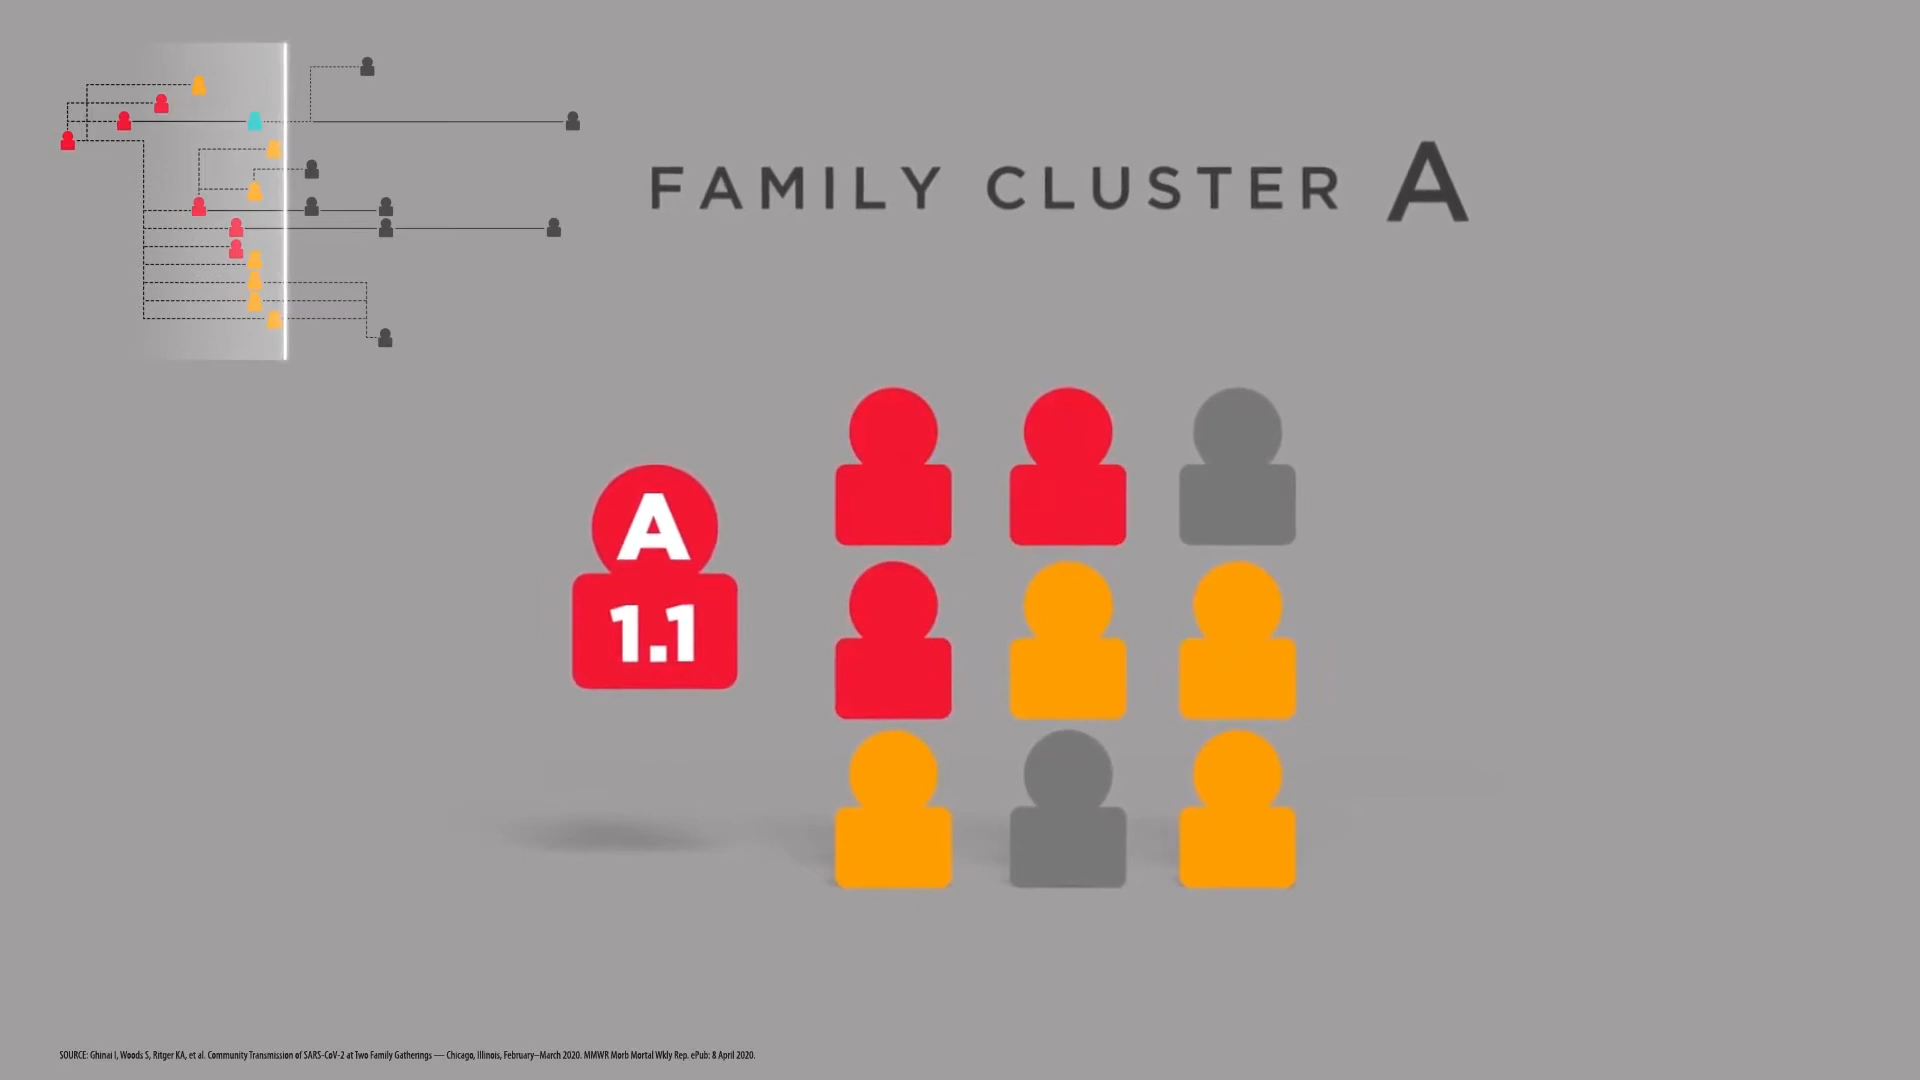 FAMILY CLUSTER A
A
1.1
SOURCE: Ghinai I, Woods S, Ritger KA, et al. Community Transmission of SARS-CoV-2 at Two Family Gatherings — Chicago, Illinois, February–March 2020. MMWR Morb Mortal Wkly Rep. ePub: 8 April 2020.